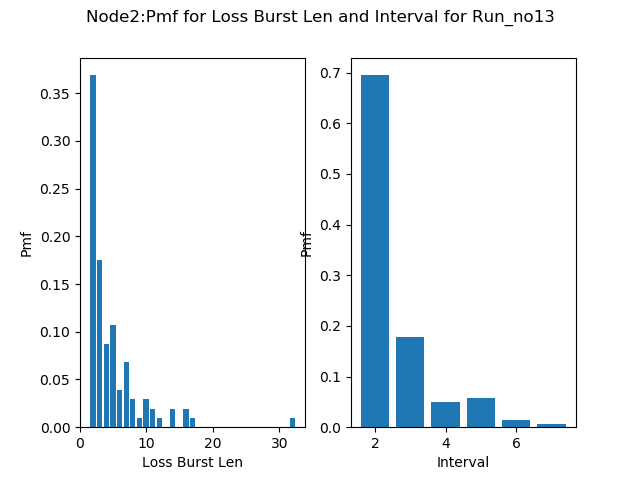 Node2:Pmf for Loss Burst Len and Interval for Run_no13
0.35
0.30
0.25
0.20
0.15
0.10
0.05
0.00
Pmf
0 10 20 30
Loss Burst Len
0.7
0.6
0.5
0.4
0.3
0.2
0.1
0.0
Pmf
2 4 6
Interval